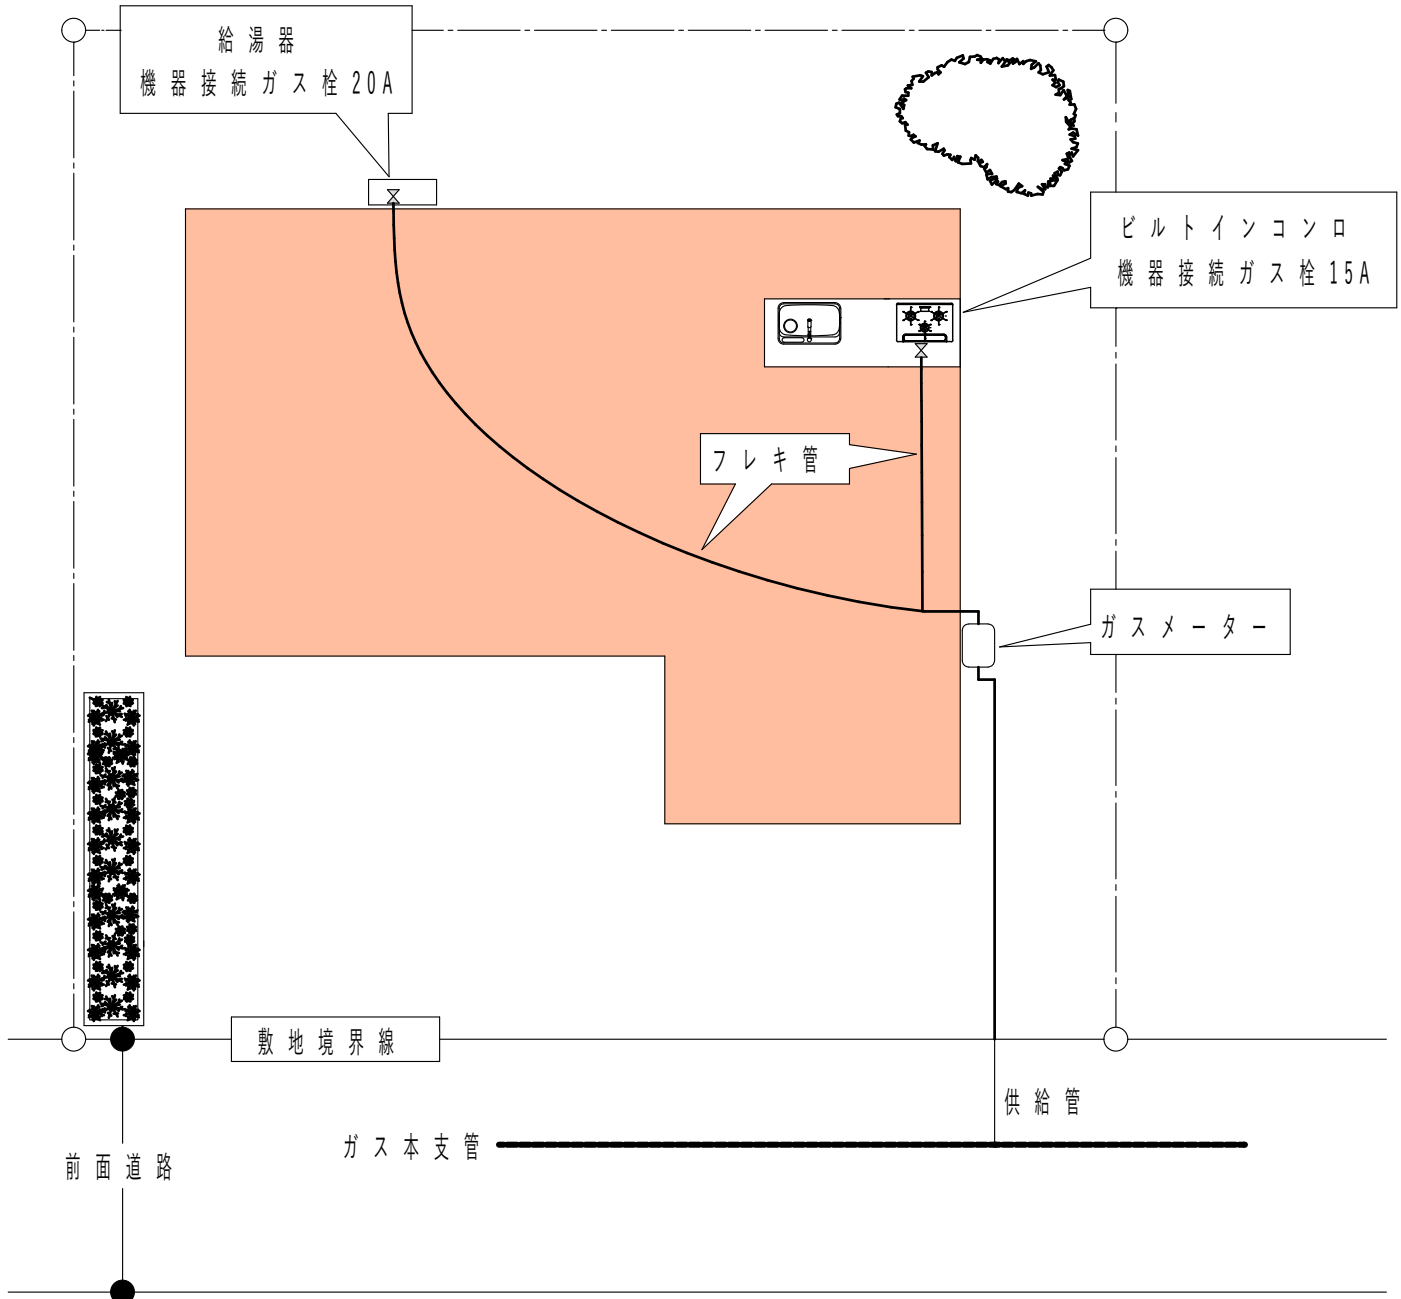 給湯器
機器接続ガス栓20A
ビルトインコンロ
機器接続ガス栓15A
フレキ管
ガスメーター
敷地境界線
供給管
ガス本支管
前面道路